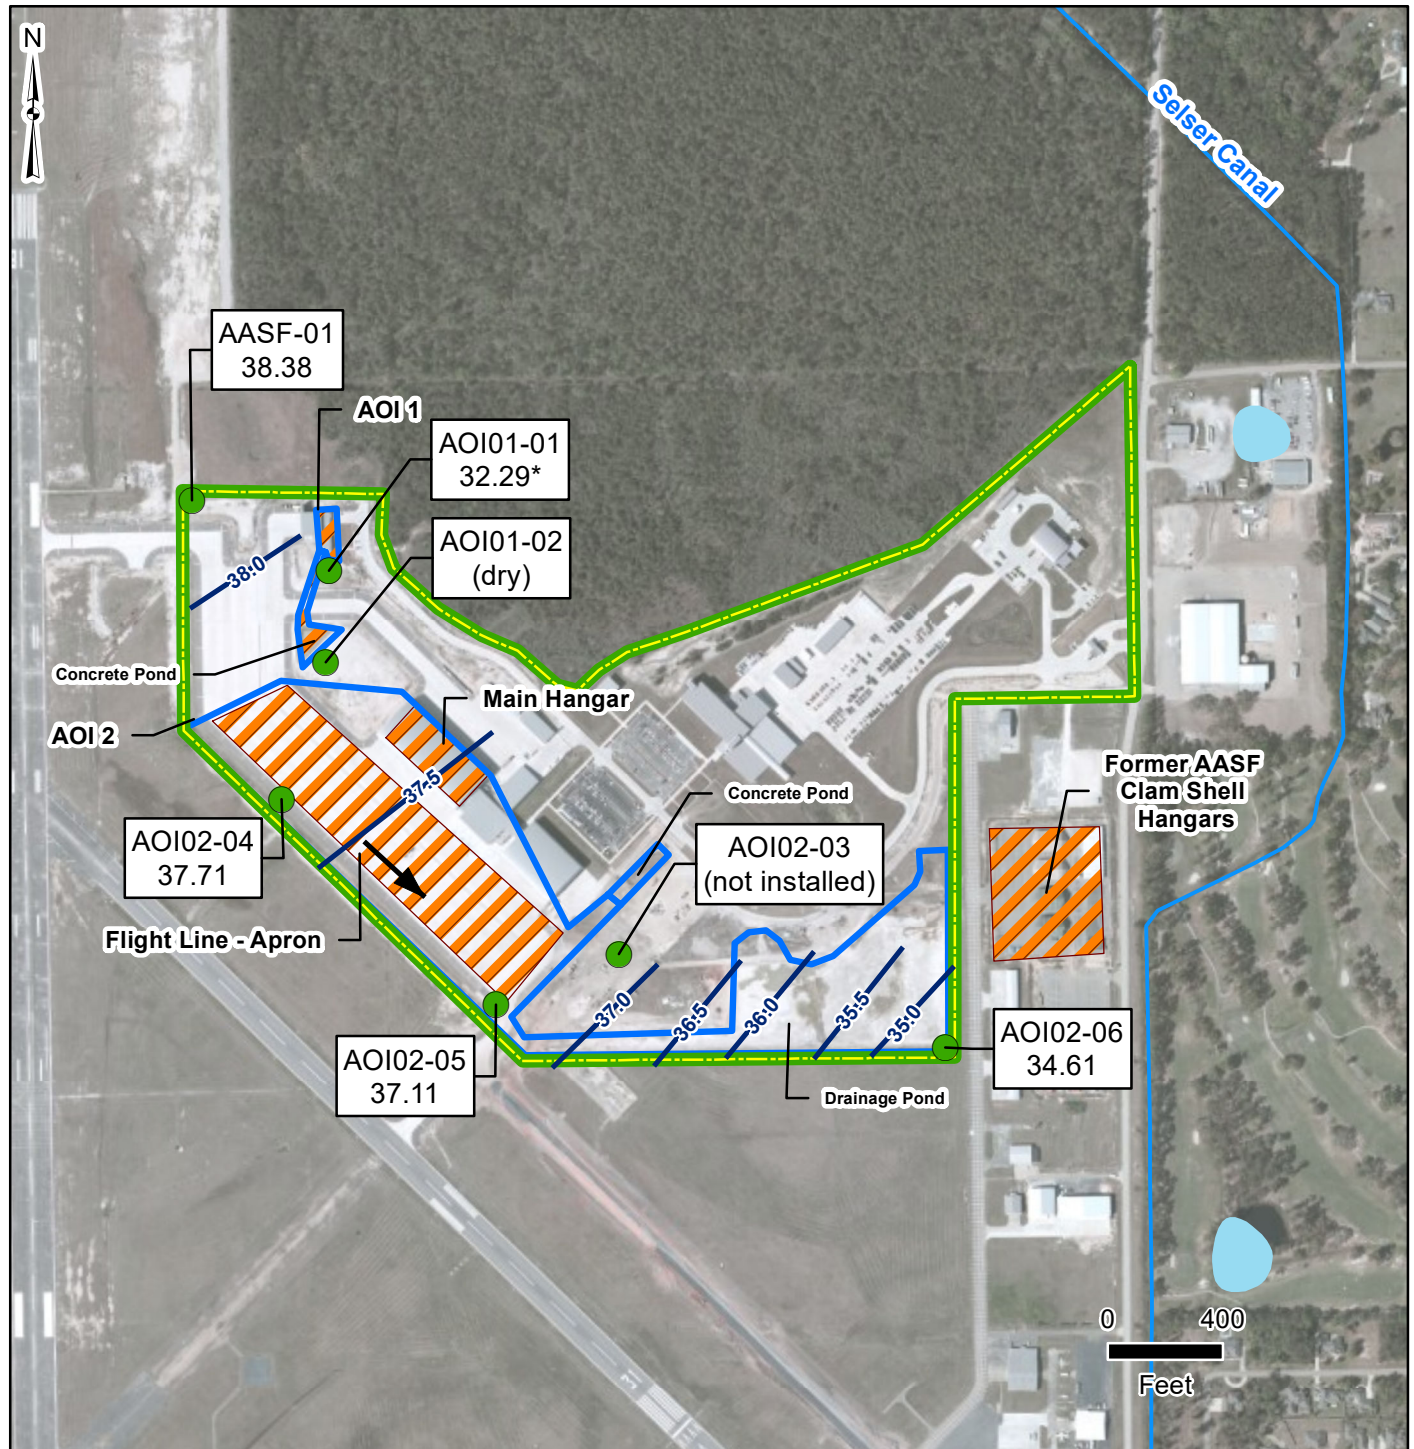 N
Selser Canal
AASF-01
38.38
AOI 1
AOI01-01
32.29*
AOI01-02
(dry)
38.0
Concrete Pond
AOI 2
Main Hangar
37.5
Concrete Pond
Former AASF
Clam Shell
Hangars
AOI02-04
37.71
AOI02-03
(not installed)
Flight Line - Apron
37.0
36.5
36.0
35.5
35.0
AOI02-05
37.11
AOI02-06
34.61
Drainage Pond
0 400
Feet